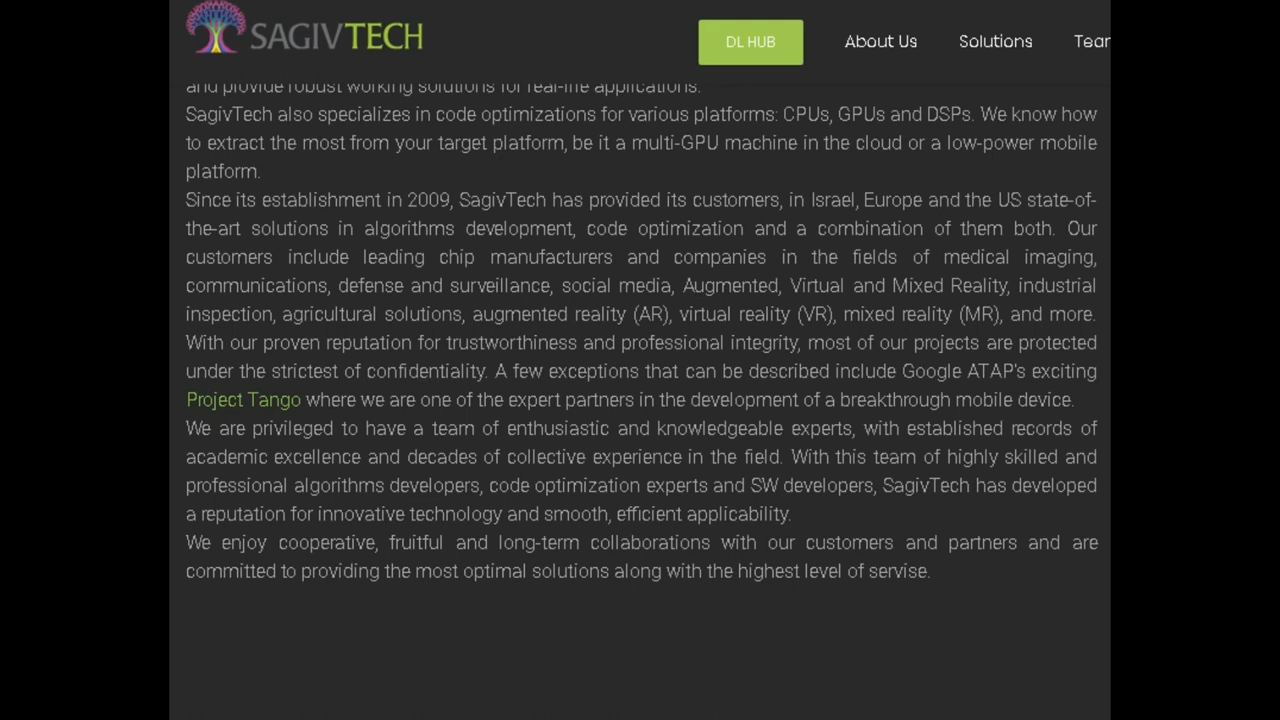 SAGIVTECH
DL HUB
About Us
Solutions
Tear
and provide robust working solutions for real-life applications.
SagivTech also specializes in code optimizations for various platforms: CPUs, GPUs and DSPs. We know how
to extract the most from your target platform, be it a multi-GPU machine in the cloud or a low-power mobile
platform.
Since its establishment in 2009, SagivTech has provided its customers, in Israel, Europe and the US state-of-
the-art solutions in algorithms development, code optimization and a combination of them both. Our
customers include leading chip manufacturers and companies in the fields of medical imaging,
communications, defense and surveillance, social media, Augmented, Virtual and Mixed Reality, industrial
inspection, agricultural solutions, augmented reality (AR), virtual reality (VR), mixed reality (MR), and more.
With our proven reputation for trustworthiness and professional integrity, most of our projects are protected
under the strictest of confidentiality. A few exceptions that can be described include Google ATAP's exciting
Project Tango where we are one of the expert partners in the development of a breakthrough mobile device.
We are privileged to have a team of enthusiastic and knowledgeable experts, with established records of
academic excellence and decades of collective experience in the field. With this team of highly skilled and
professional algorithms developers, code optimization experts and SW developers, SagivTech has developed
a reputation for innovative technology and smooth, efficient applicability.
We enjoy cooperative, fruitful and long-term collaborations with our customers and partners and are
committed to providing the most optimal solutions along with the highest level of servise.